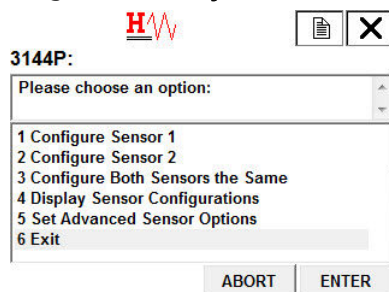 H
3144P:
Please choose an option:
1 Configure Sensor 1
2 Configure Sensor 2
3 Configure Both Sensors the Same
4 Display Sensor Configurations
5 Set Advanced Sensor Options
6 Exit
ABORT ENTER